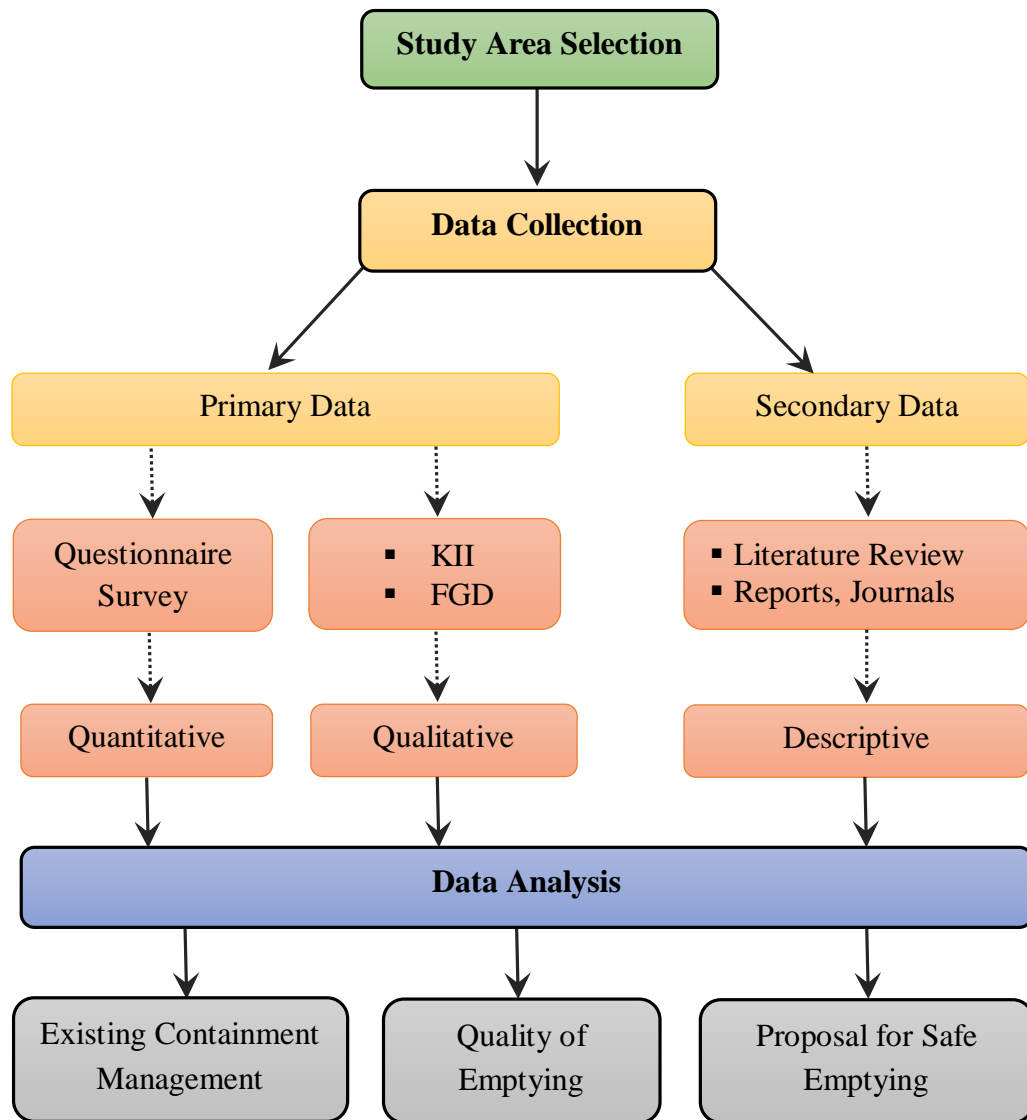 Study Area Selection
Data Collection
Primary Data
Secondary Data
Questionnaire
Survey
▪ KII
▪ FGD
▪ Literature Review
▪ Reports, Journals
Quantitative
Qualitative
Descriptive
Data Analysis
Existing Containment
Management
Quality of
Emptying
Proposal for Safe
Emptying